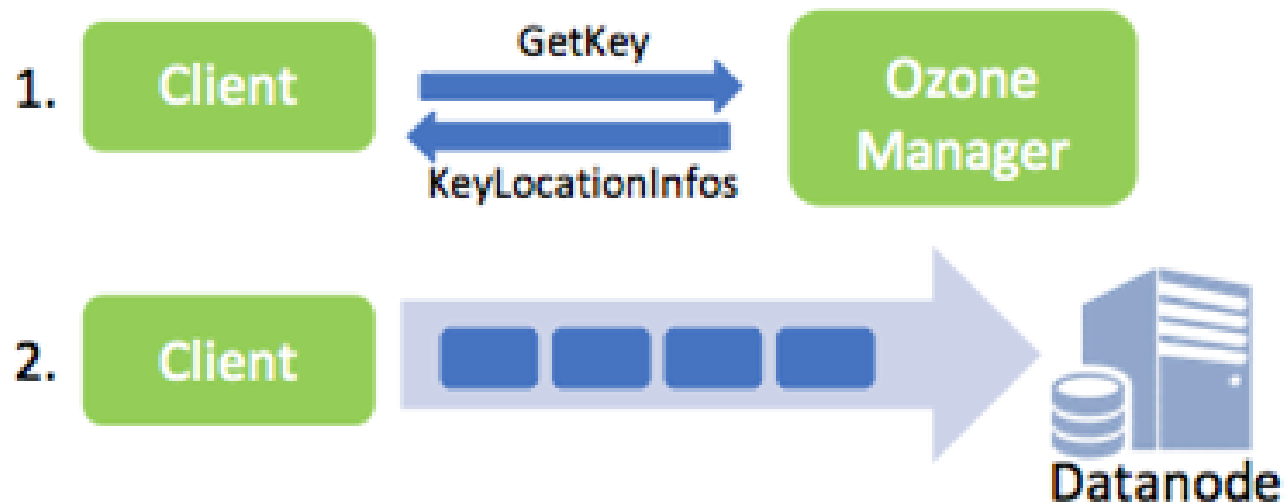 1.
Client
GetKey
KeyLocationInfos
Ozone
Manager
2.
Client
Datanode